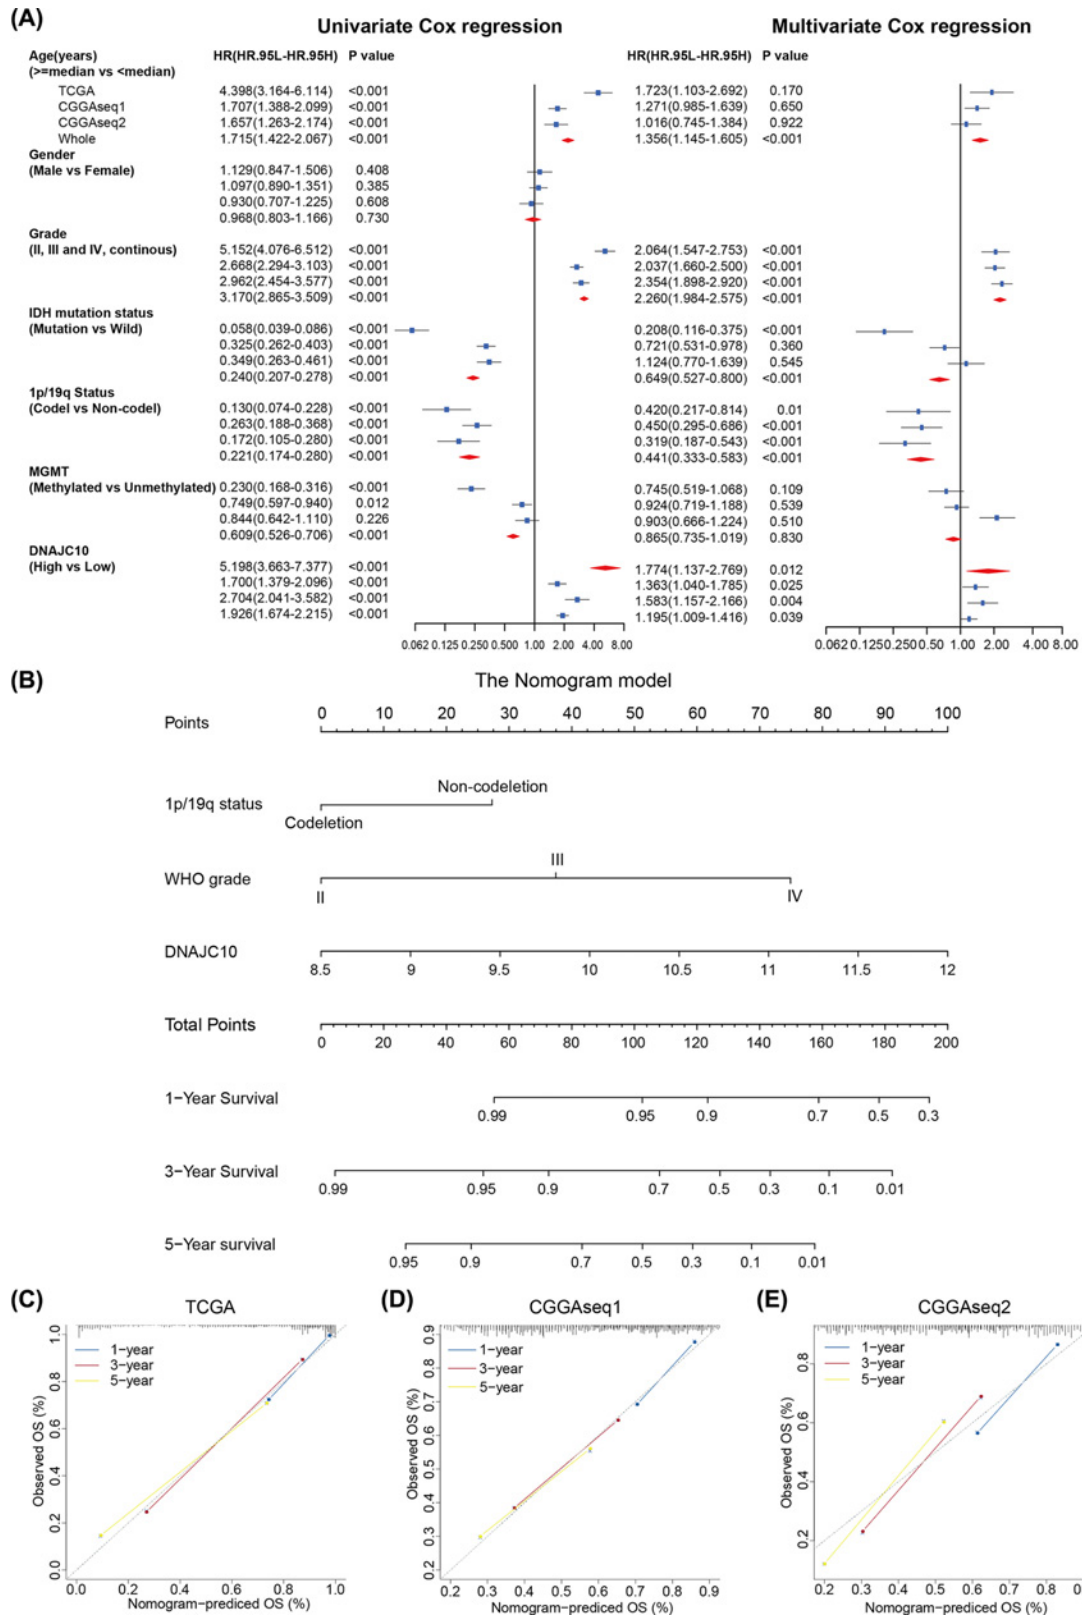 (A)
Univariate Cox regression Multivariate Cox regression
Age(years) HR(HR.95L-HR.95H) P value HR(HR.95L-HR.95H) P value
(>=median vs <median)
TCGA 4.398(3.164-6.114) <0.001 1.723(1.103-2.692) 0.170
CGGAseq1 1.707(1.388-2.099) <0.001 1.271(0.985-1.639) 0.650
CGGAseq2 1.657(1.263-2.174) <0.001 1.016(0.745-1.384) 0.922
Whole 1.715(1.422-2.067) <0.001 1.356(1.145-1.605) <0.001
Gender
(Male vs Female) 1.129(0.847-1.506) 0.408
1.097(0.890-1.351) 0.385
0.930(0.707-1.225) 0.608
0.968(0.803-1.166) 0.730
Grade
(II, III and IV, continous) 5.152(4.076-6.512) <0.001 2.064(1.547-2.753) <0.001
2.668(2.294-3.103) <0.001 2.037(1.660-2.500) <0.001
2.962(2.454-3.577) <0.001 2.354(1.898-2.920) <0.001
3.170(2.865-3.509) <0.001 2.260(1.984-2.575) <0.001
IDH mutation status
(Mutation vs Wild) 0.058(0.039-0.086) <0.001 0.208(0.116-0.375) <0.001
0.325(0.262-0.403) <0.001 0.721(0.531-0.978) 0.360
0.349(0.263-0.461) <0.001 1.124(0.770-1.639) 0.545
0.240(0.207-0.278) <0.001 0.649(0.527-0.800) <0.001
1p/19q Status
(Codel vs Non-codel) 0.130(0.074-0.228) <0.001 0.420(0.217-0.814) 0.01
0.263(0.188-0.368) <0.001 0.450(0.295-0.686) <0.001
0.172(0.105-0.280) <0.001 0.319(0.187-0.543) <0.001
0.221(0.174-0.280) <0.001 0.441(0.333-0.583) <0.001
MGMT
(Methylated vs Unmethylated) 0.230(0.168-0.316) <0.001 0.745(0.519-1.068) 0.109
0.749(0.597-0.940) 0.012 0.924(0.719-1.188) 0.539
0.844(0.642-1.110) 0.226 0.903(0.666-1.224) 0.510
0.609(0.526-0.706) <0.001 0.865(0.735-1.019) 0.830
DNAJC10
(High vs Low) 5.198(3.663-7.377) <0.001 1.774(1.137-2.769) 0.012
1.700(1.379-2.096) <0.001 1.363(1.040-1.785) 0.025
2.704(2.041-3.582) <0.001 1.583(1.157-2.166) 0.004
1.926(1.674-2.215) <0.001 1.195(1.009-1.416) 0.039
0.062 0.125 0.250 0.500 1.00 2.00 4.00 8.00 0.062 0.125 0.250 0.50 1.00 2.00 4.00 8.00
(B)
The Nomogram model
Points 0 10 20 30 40 50 60 70 80 90 100
Non-codeletion
1p/19q status
Codeletion
III
WHO grade
II IV
DNAJC10
8.5 9 9.5 10 10.5 11 11.5 12
Total Points
0 20 40 60 80 100 120 140 160 180 200
1-Year Survival
0.99 0.95 0.9 0.7 0.5 0.3
3-Year Survival
0.99 0.95 0.9 0.7 0.5 0.3 0.1 0.01
5-Year survival
0.95 0.9 0.7 0.5 0.3 0.1 0.01
(C) TCGA
1-year
3-year
5-year
Observed OS (%)
0.0 0.2 0.4 0.6 0.8 1.0
0.0 0.2 0.4 0.6 0.8 1.0
Nomogram-prediced OS (%)
(D) CGGAseq1
1-year
3-year
5-year
Observed OS (%)
0.2 0.3 0.4 0.5 0.6 0.7 0.8 0.9
0.2 0.3 0.4 0.5 0.6 0.7 0.8 0.9
Nomogram-prediced OS (%)
(E) CGGAseq2
1-year
3-year
5-year
Observed OS (%)
0.2 0.4 0.6 0.8
0.2 0.3 0.4 0.5 0.6 0.7 0.8
Nomogram-prediced OS (%)